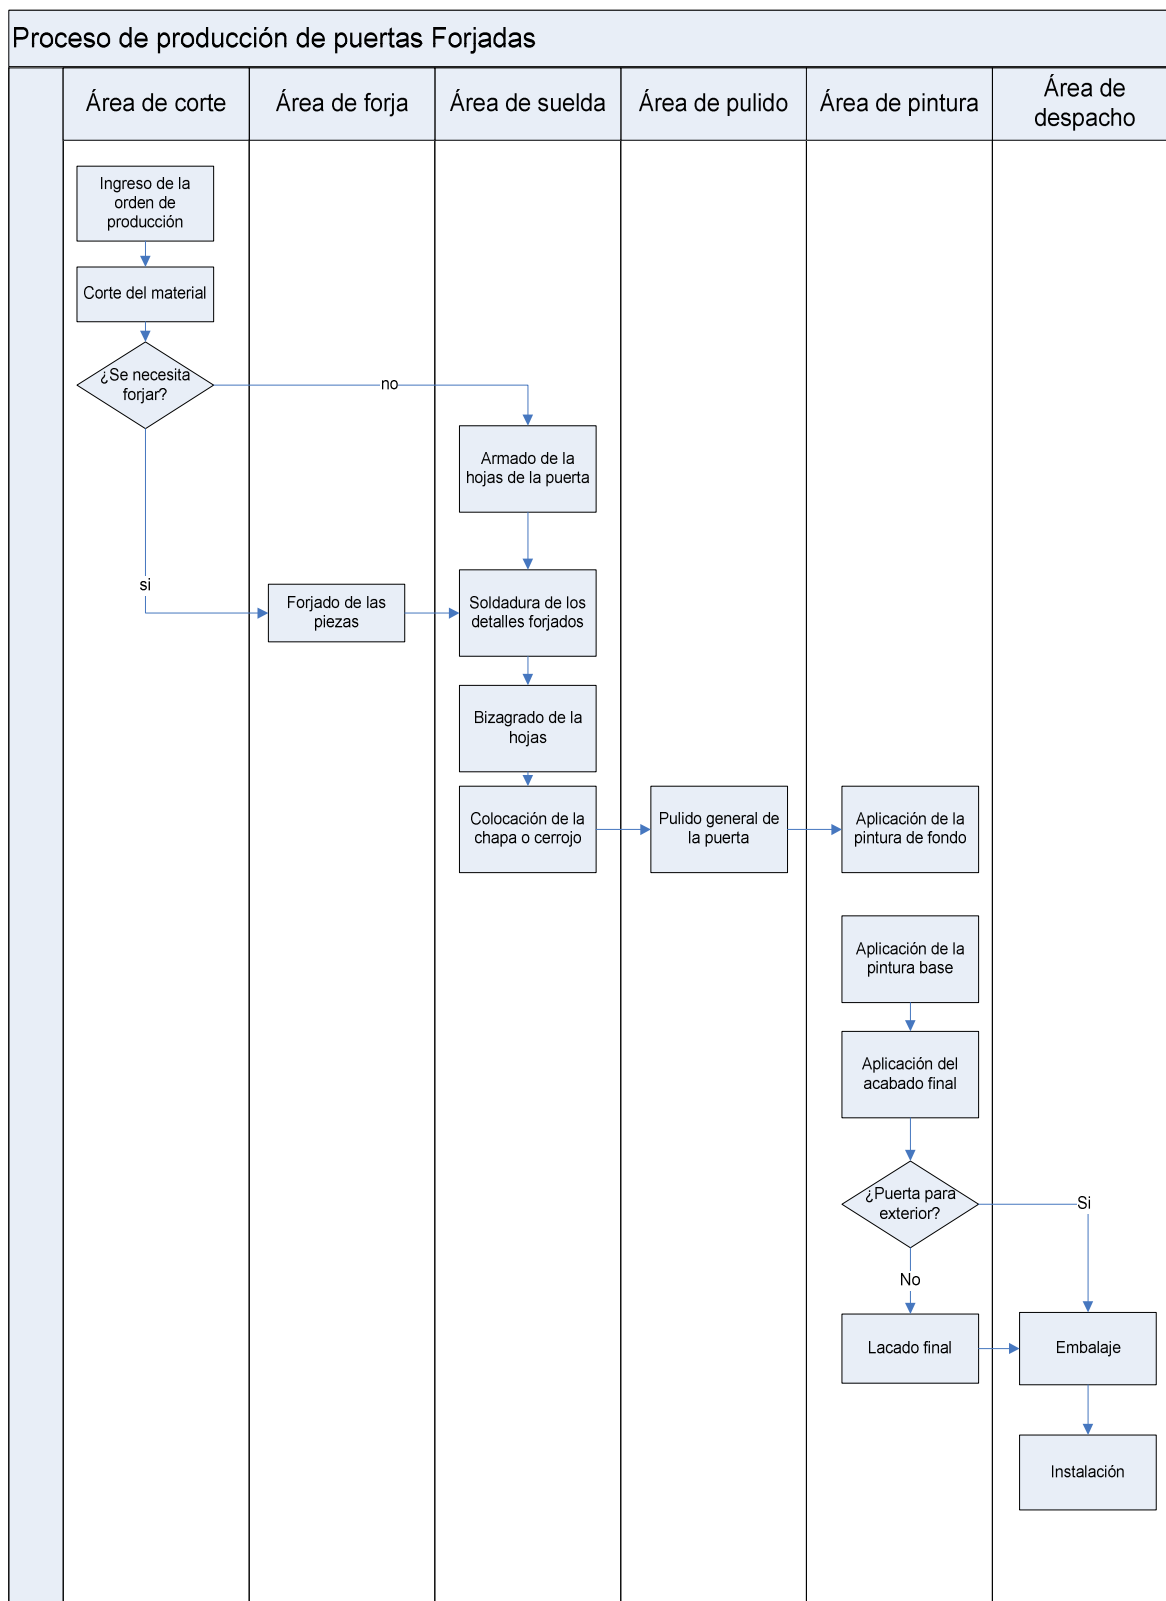 Proceso de producción de puertas Forjadas
Área de corte
Área de forja
Área de suelda
Área de pulido
Área de pintura
Área de
despacho
Ingreso de la
orden de
producción
Corte del material
¿Se necesita
forjar?
no
Armado de la
hojas de la puerta
si
Forjado de las
piezas
Soldadura de los
detalles forjados
Bizagrado de la
hojas
Colocación de la
chapa o cerrojo
Pulido general de
la puerta
Aplicación de la
pintura de fondo
Aplicación de la
pintura base
Aplicación del
acabado final
¿Puerta para
exterior?
Si
No
Lacado final
Embalaje
Instalación